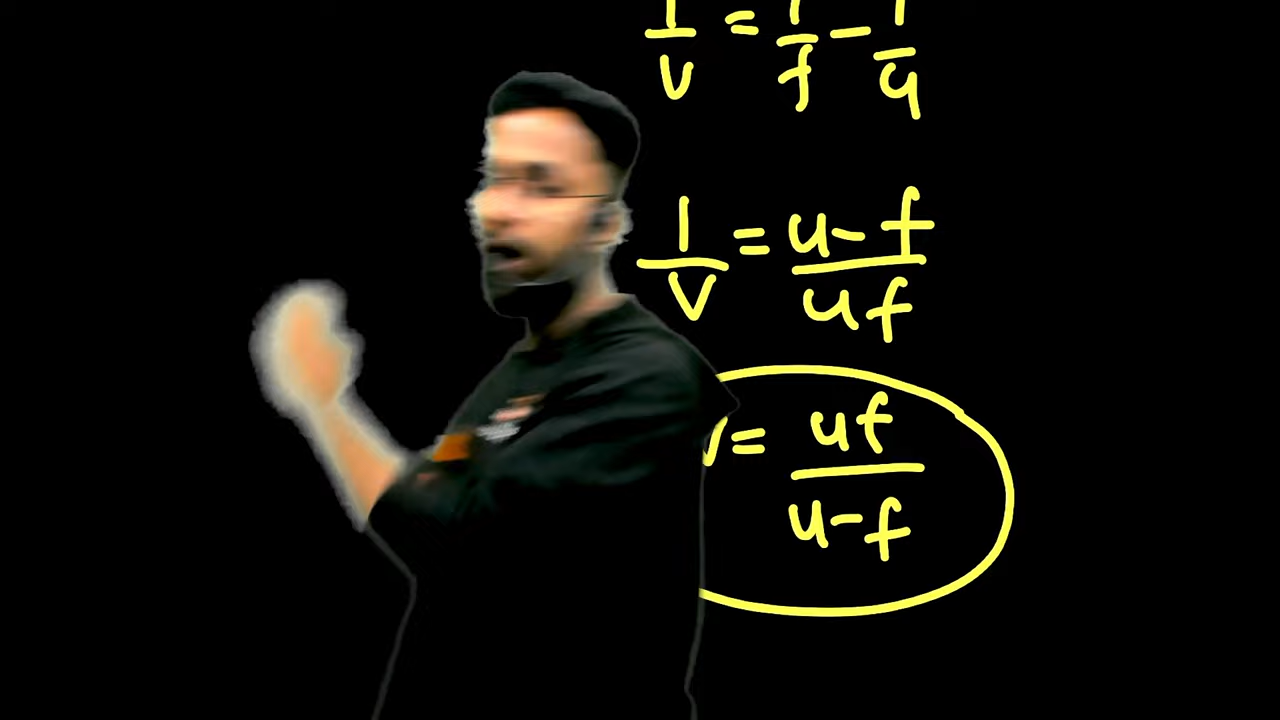 1/v = 1/f - 1/u
1/v = u-f/uf
v = uf/u-f